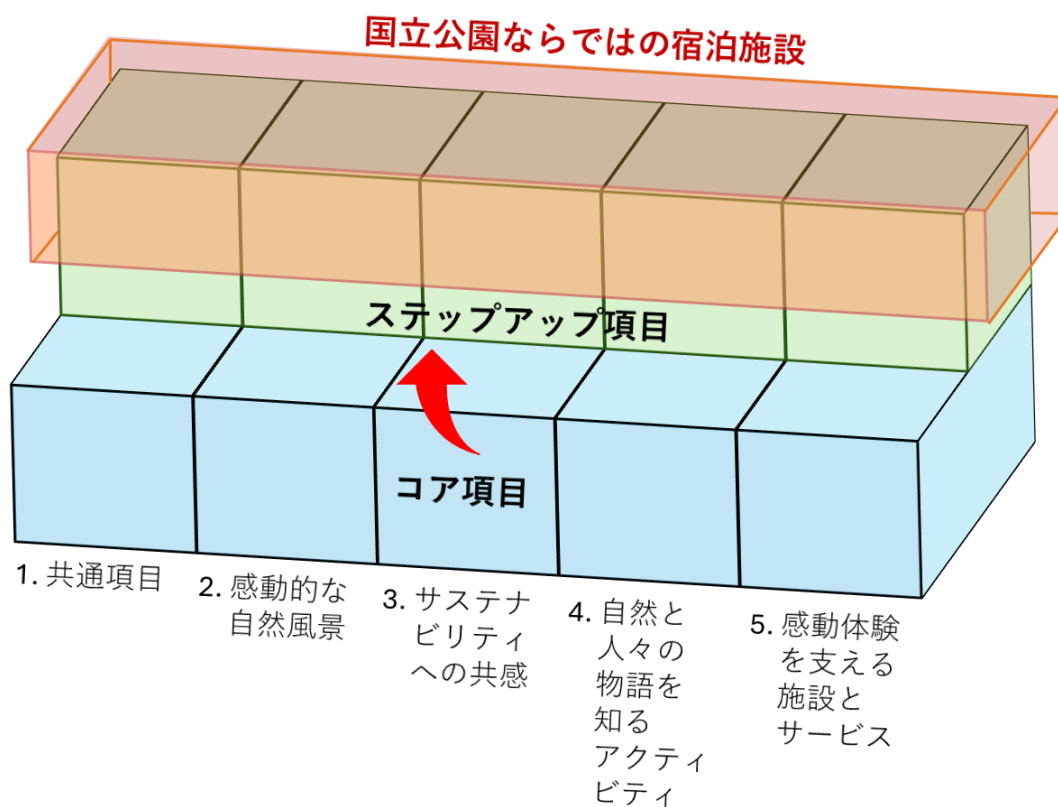 国立公園ならではの宿泊施設
ステップアップ項目
コア項目
1. 共通項目
2. 感動的な
自然風景
3. サステナ
ビリティ
への共感
4. 自然と
人々の
物語を
知る
アクティ
ビティ
5. 感動体験
を支える
施設と
サービス